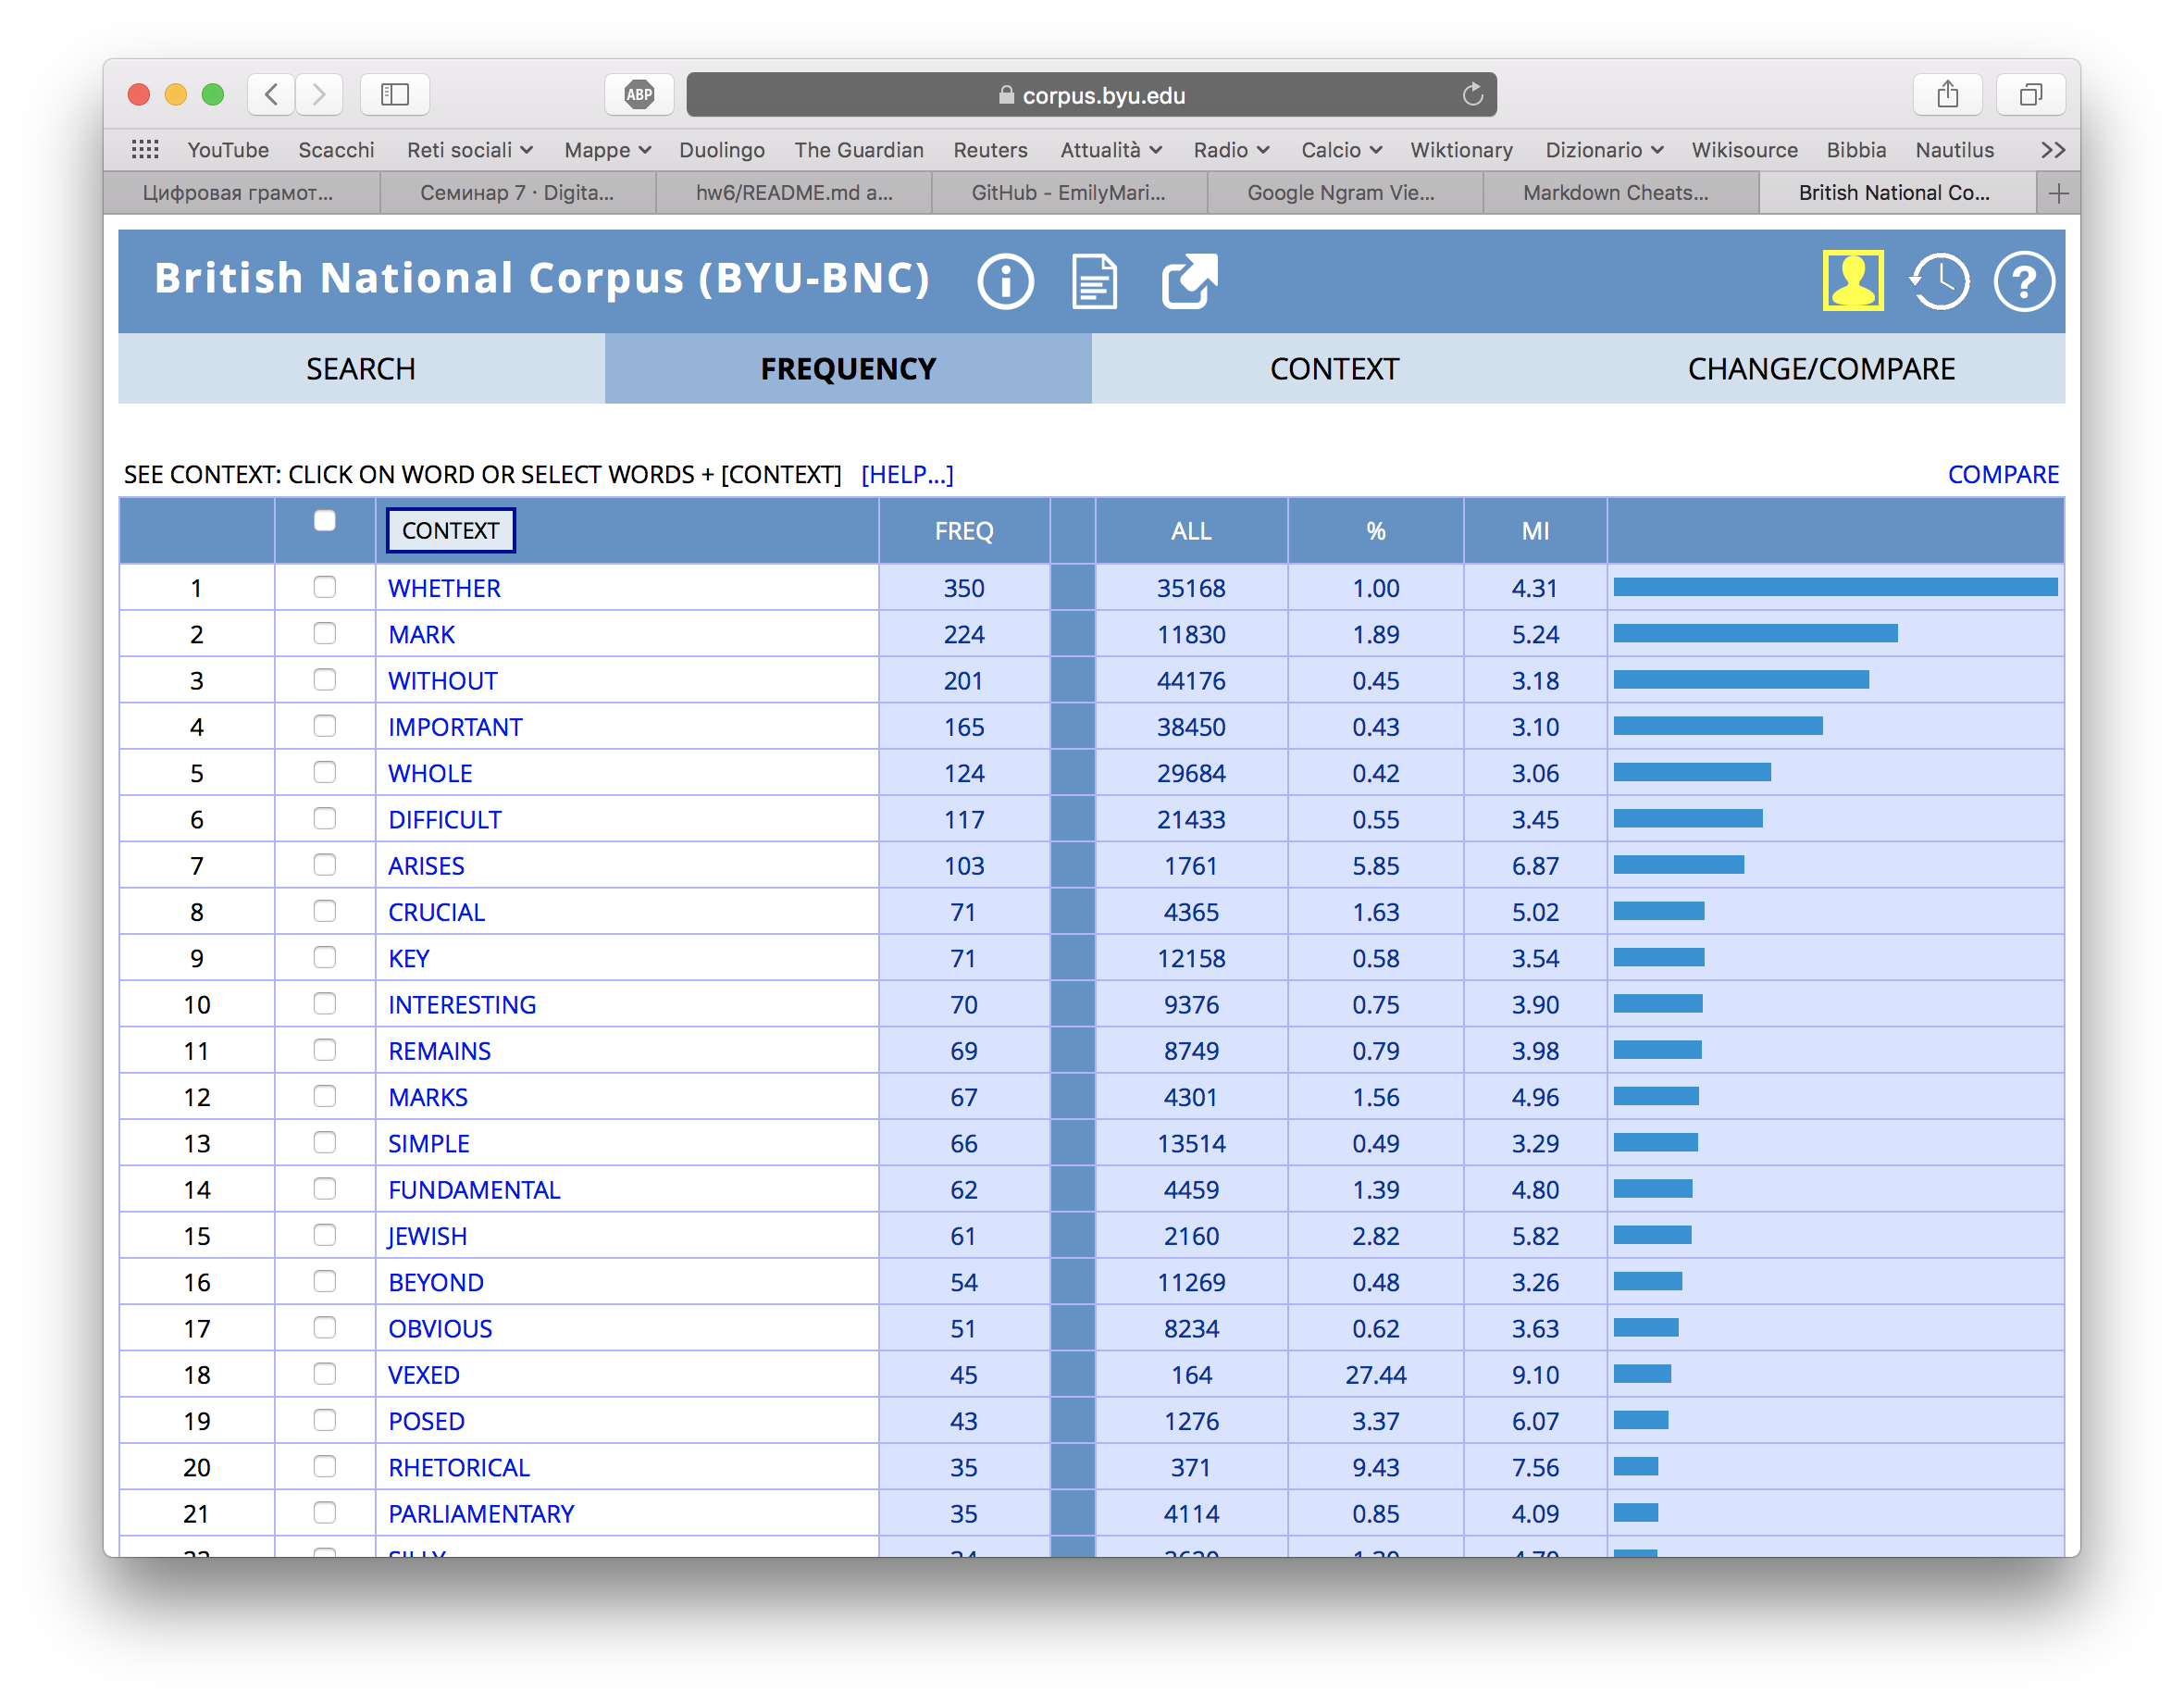 ABP corpus.byu.edu
YouTube Scacchi Reti sociali Mappe Duolingo The Guardian Reuters Attualità Radio Calcio Wiktionary Dizionario Wikisource Bibbia Nautilus >>
Цифровая грамот... Семинар 7 · Digita... hw6/README.md a... GitHub - EmilyMari... Google Ngram Vie... Markdown Cheats... British National Co... +
British National Corpus (BYU-BNC)
SEARCH FREQUENCY CONTEXT CHANGE/COMPARE
SEE CONTEXT: CLICK ON WORD OR SELECT WORDS + [CONTEXT] [HELP...] COMPARE
CONTEXT FREQ ALL % MI
1 WHETHER 350 35168 1.00 4.31
2 MARK 224 11830 1.89 5.24
3 WITHOUT 201 44176 0.45 3.18
4 IMPORTANT 165 38450 0.43 3.10
5 WHOLE 124 29684 0.42 3.06
6 DIFFICULT 117 21433 0.55 3.45
7 ARISES 103 1761 5.85 6.87
8 CRUCIAL 71 4365 1.63 5.02
9 KEY 71 12158 0.58 3.54
10 INTERESTING 70 9376 0.75 3.90
11 REMAINS 69 8749 0.79 3.98
12 MARKS 67 4301 1.56 4.96
13 SIMPLE 66 13514 0.49 3.29
14 FUNDAMENTAL 62 4459 1.39 4.80
15 JEWISH 61 2160 2.82 5.82
16 BEYOND 54 11269 0.48 3.26
17 OBVIOUS 51 8234 0.62 3.63
18 VEXED 45 164 27.44 9.10
19 POSED 43 1276 3.37 6.07
20 RHETORICAL 35 371 9.43 7.56
21 PARLIAMENTARY 35 4114 0.85 4.09